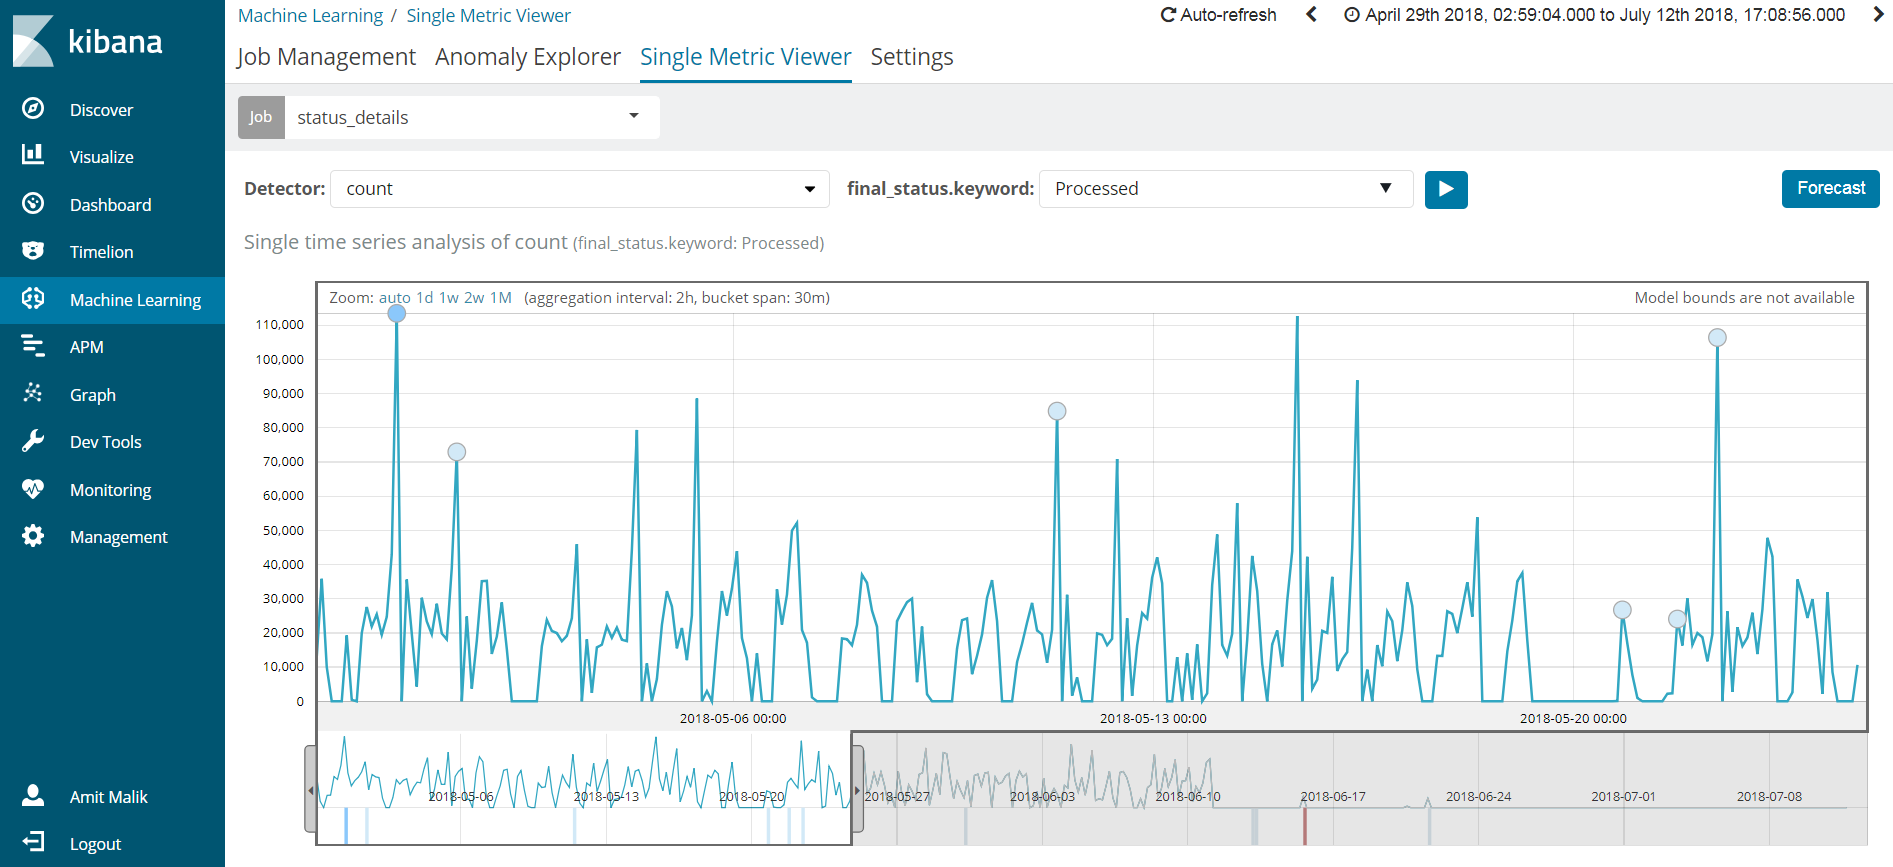 kibana
Discover
Visualize
Dashboard
Timelion
Machine Learning
APM
Graph
Dev Tools
Monitoring
Management
Amit Malik
Logout
Machine Learning / Single Metric Viewer
Auto-refresh
April 29th 2018, 02:59:04.000 to July 12th 2018, 17:08:56.000
Job Management Anomaly Explorer Single Metric Viewer Settings
Job status_details
Detector: count final_status.keyword: Processed Forecast
Single time series analysis of count (final_status.keyword: Processed)
Zoom: auto 1d 1w 2w 1M (aggregation interval: 2h, bucket span: 30m) Model bounds are not available
110,000
100,000
90,000
80,000
70,000
60,000
50,000
40,000
30,000
20,000
10,000
0
2018-05-06 00:00 2018-05-13 00:00 2018-05-20 00:00
2018-05-06 2018-05-13 2018-05-20 2018-05-27 2018-06-03 2018-06-10 2018-06-17 2018-06-24 2018-07-01 2018-07-08